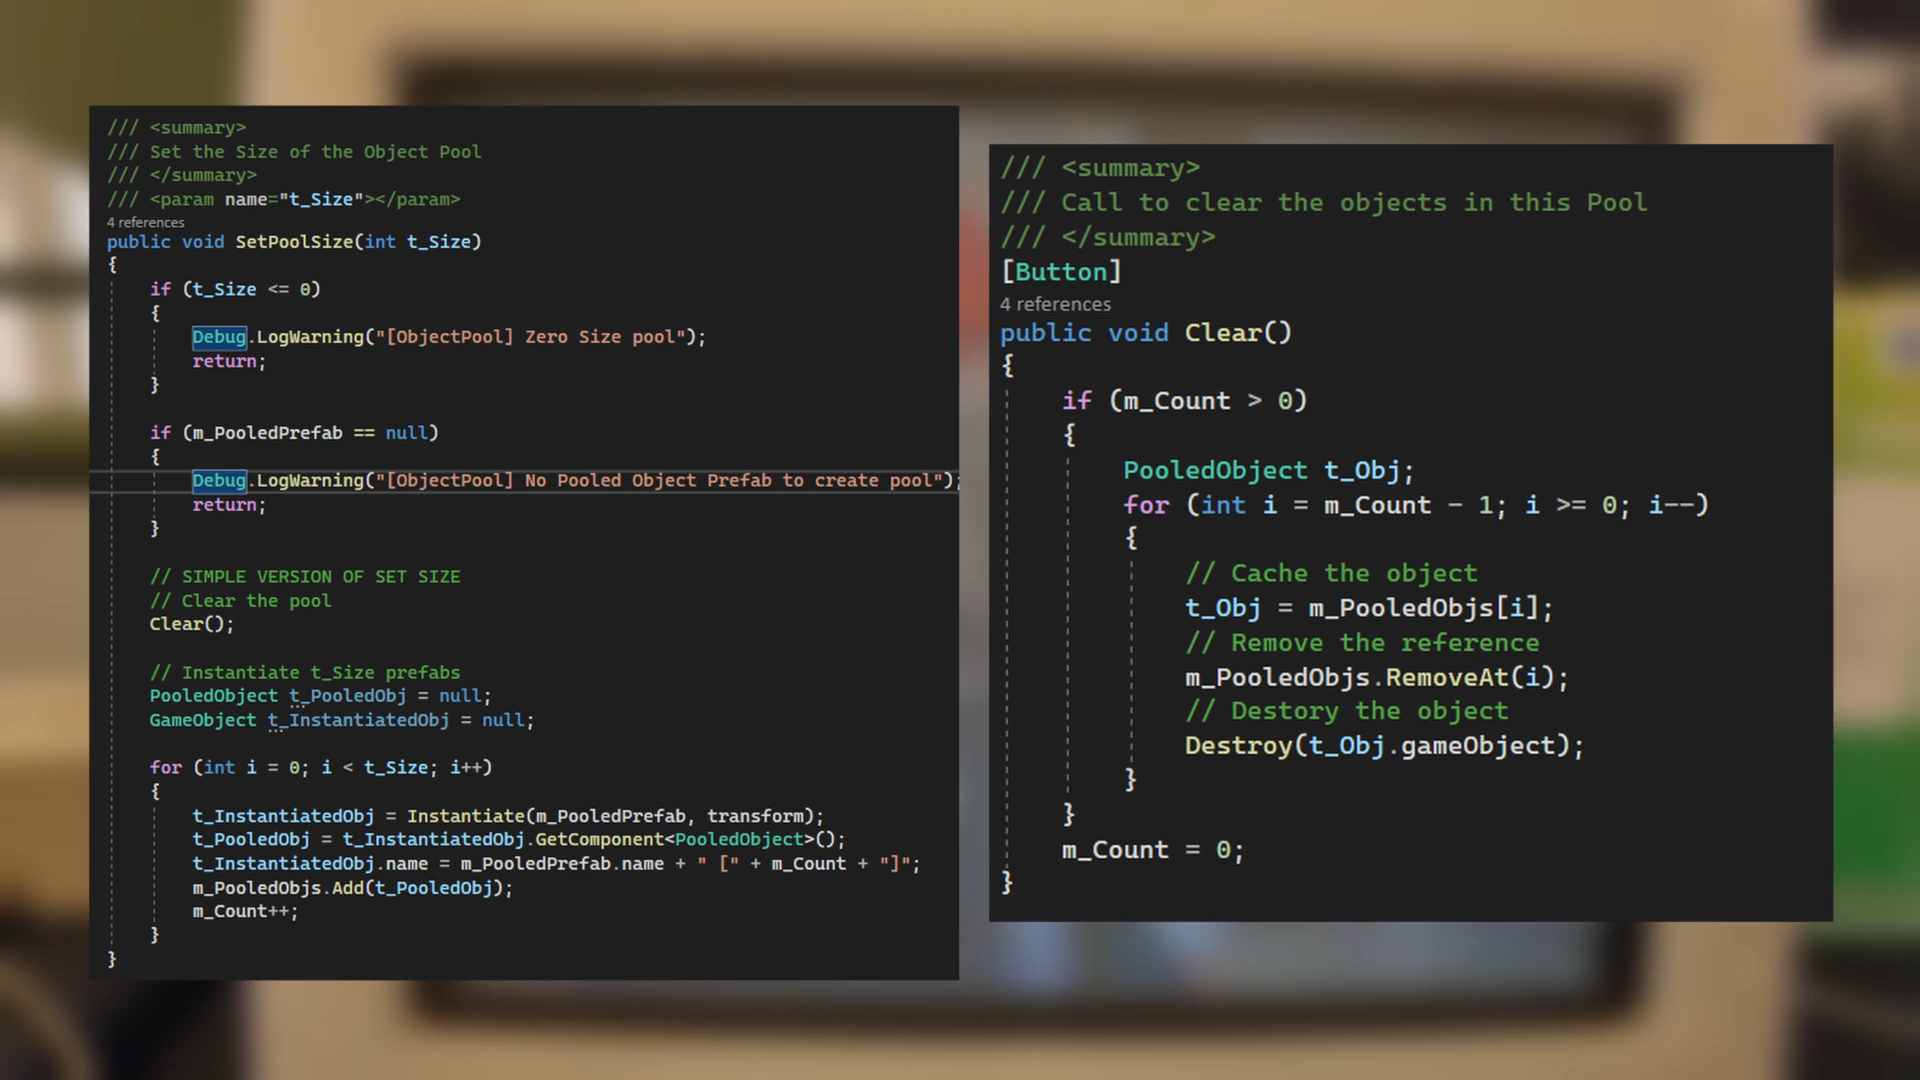 /// <summary>
/// Set the Size of the Object Pool
/// </summary>
/// <param name="t_Size"></param>
4 references
public void SetPoolSize(int t_Size)
{
    if (t_Size <= 0)
    {
        Debug.LogWarning("[ObjectPool] Zero Size pool");
        return;
    }

    if (m_PooledPrefab == null)
    {
        Debug.LogWarning("[ObjectPool] No Pooled Object Prefab to create pool");
        return;
    }

    // SIMPLE VERSION OF SET SIZE
    // Clear the pool
    Clear();

    // Instantiate t_Size prefabs
    PooledObject t_PooledObj = null;
    GameObject t_InstantiatedObj = null;

    for (int i = 0; i < t_Size; i++)
    {
        t_InstantiatedObj = Instantiate(m_PooledPrefab, transform);
        t_PooledObj = t_InstantiatedObj.GetComponent<PooledObject>();
        t_InstantiatedObj.name = m_PooledPrefab.name + " [" + m_Count + "]";
        m_PooledObjs.Add(t_PooledObj);
        m_Count++;
    }
}
/// <summary>
/// Call to clear the objects in this Pool
/// </summary>
[Button]
4 references
public void Clear()
{
    if (m_Count > 0)
    {
        PooledObject t_Obj;
        for (int i = m_Count - 1; i >= 0; i--)
        {
            // Cache the object
            t_Obj = m_PooledObjs[i];
            // Remove the reference
            m_PooledObjs.RemoveAt(i);
            // Destory the object
            Destroy(t_Obj.gameObject);
        }
    }
    m_Count = 0;
}